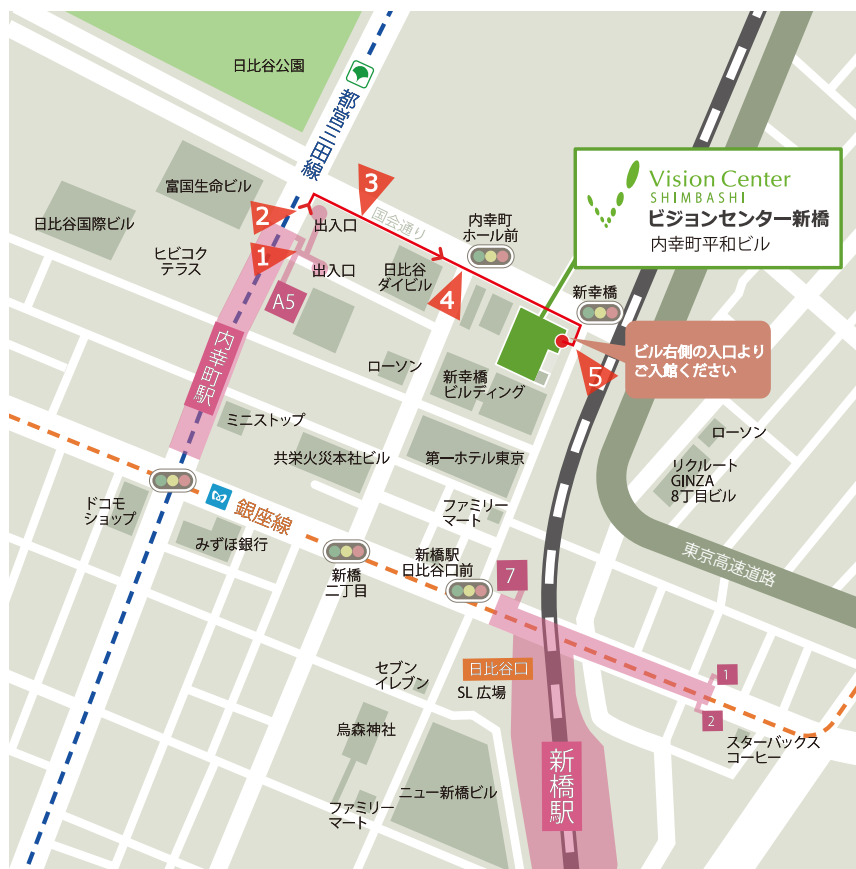 日比谷公園
都営三田線
富国生命ビル
日比谷国際ビル
ヒビコク
テラス
2
1
3
出入口
出入口
国会通り
内幸町
ホール前
Vision Center
SHIMBASHI
ビジョンセンター新橋
内幸町平和ビル
日比谷
ダイビル
4
A5
新幸橋
ビル右側の入口より
ご入館ください
5
内幸町駅
ローソン
新幸橋
ビルディング
ミニストップ
共栄火災本社ビル
第一ホテル東京
ローソン
リクルート
GINZA
8丁目ビル
ドコモ
ショップ
銀座線
みずほ銀行
ファミリー
マート
新橋
二丁目
新橋駅
日比谷口前
7
東京高速道路
セブン
イレブン
日比谷口
SL 広場
1
2
烏森神社
スターバックス
コーヒー
新橋駅
ニュー新橋ビル
ファミリー
マート